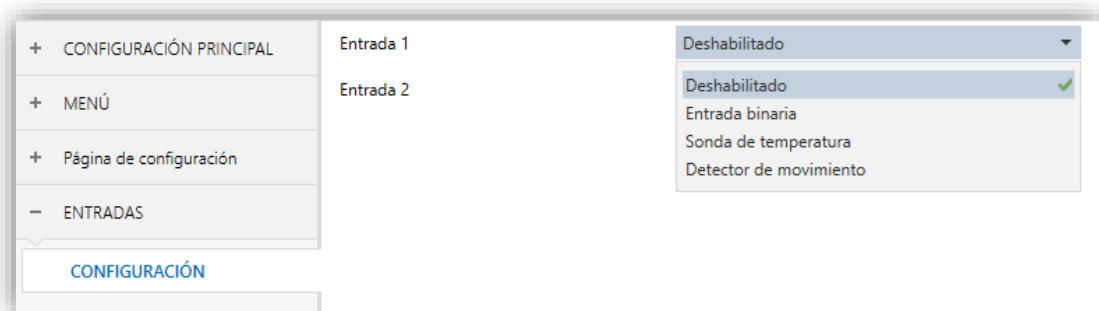 + CONFIGURACIÓN PRINCIPAL
+ MENÚ
+ Página de configuración
− ENTRADAS
CONFIGURACIÓN
Entrada 1
Deshabilitado
Entrada 2
Deshabilitado
Entrada binaria
Sonda de temperatura
Detector de movimiento